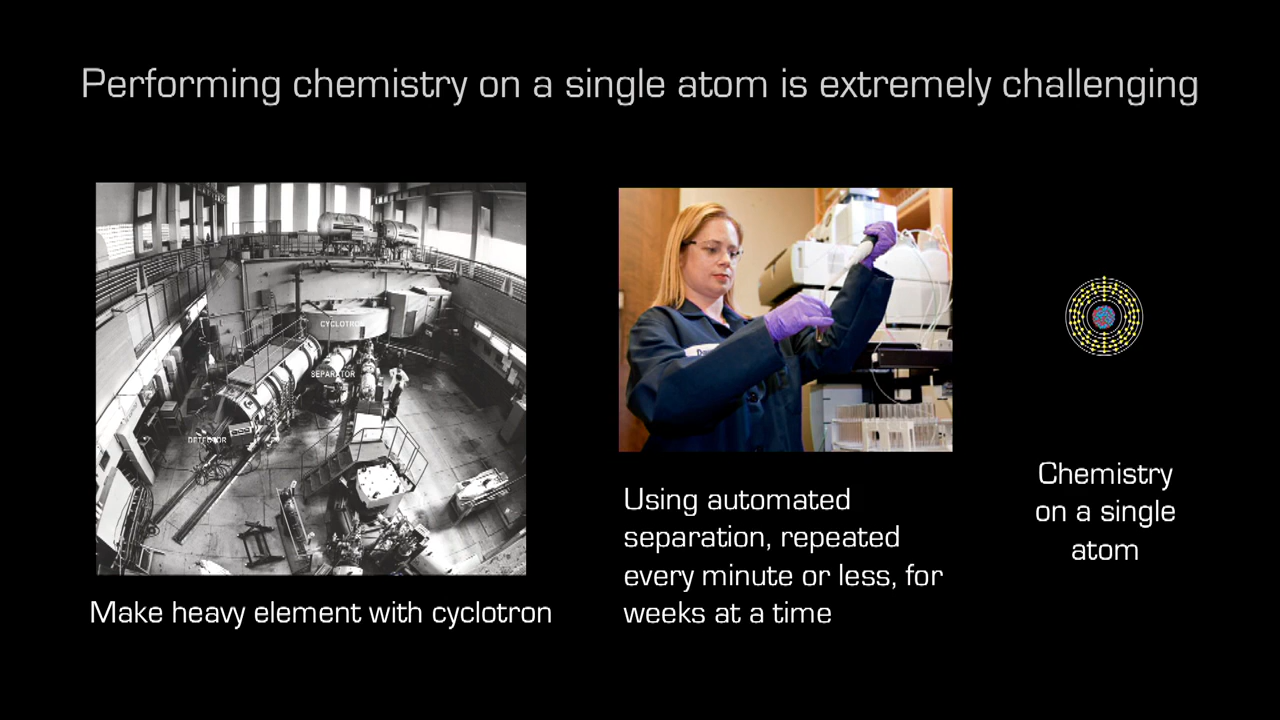 Performing chemistry on a single atom is extremely challenging
CYCLOTRON
SEPARATOR
DETECTOR
Make heavy element with cyclotron
Using automated
separation, repeated
every minute or less, for
weeks at a time
Chemistry
on a single
atom